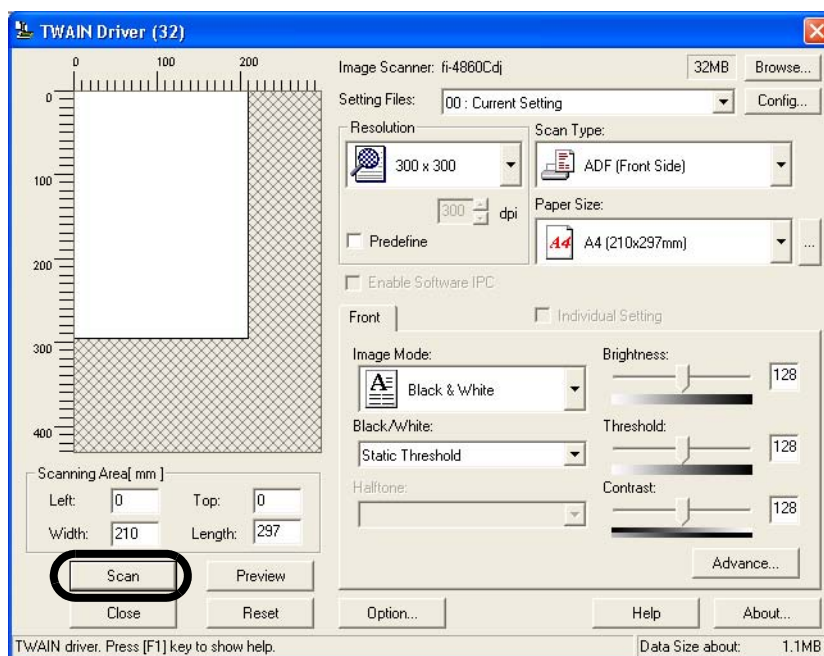 TWAIN Driver (32)
0 100 200
0
100
200
300
400
Image Scanner: fi-4860Cdj 32MB Browse...
Setting Files: 00 : Current Setting Config...
Resolution
300 x 300
300 dpi
Predefine
Scan Type:
ADF (Front Side)
Paper Size:
A4 A4 (210x297mm) ...
Enable Software IPC
Front
Individual Setting
Image Mode:
A Black & White
Black/White:
Static Threshold
Halftone:
Brightness:
128
Threshold:
128
Contrast:
128
Advance...
Scanning Area[ mm ]
Left: 0 Top: 0
Width: 210 Length: 297
Scan Preview
Close Reset Option... Help About...
TWAIN driver. Press [F1] key to show help. Data Size about: 1.1MB